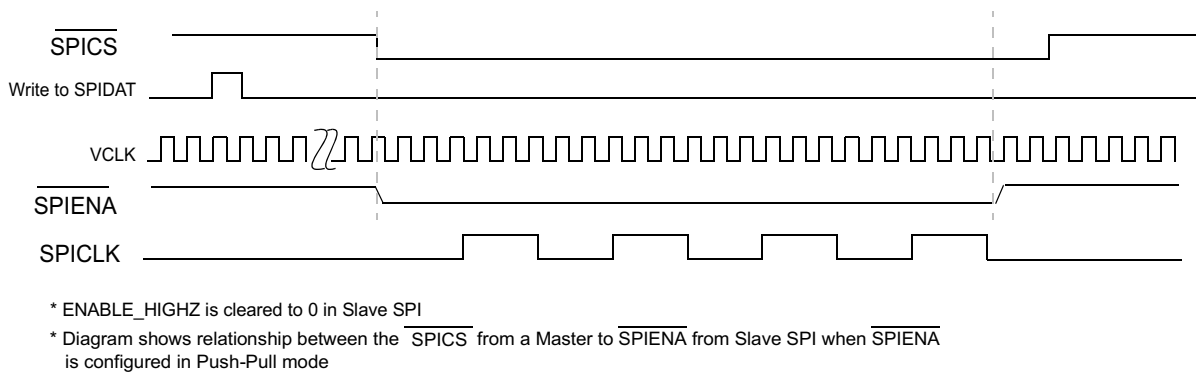 SPICS
Write to SPIDAT
VCLK
SPIENA
SPICLK
* ENABLE_HIGHZ is cleared to 0 in Slave SPI
* Diagram shows relationship between the SPICS from a Master to SPIENA from Slave SPI when SPIENA
is configured in Push-Pull mode